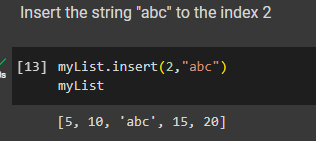 Insert the string "abc" to the index 2
[13] myList.insert(2,"abc")
myList
[5, 10, 'abc', 15, 20]